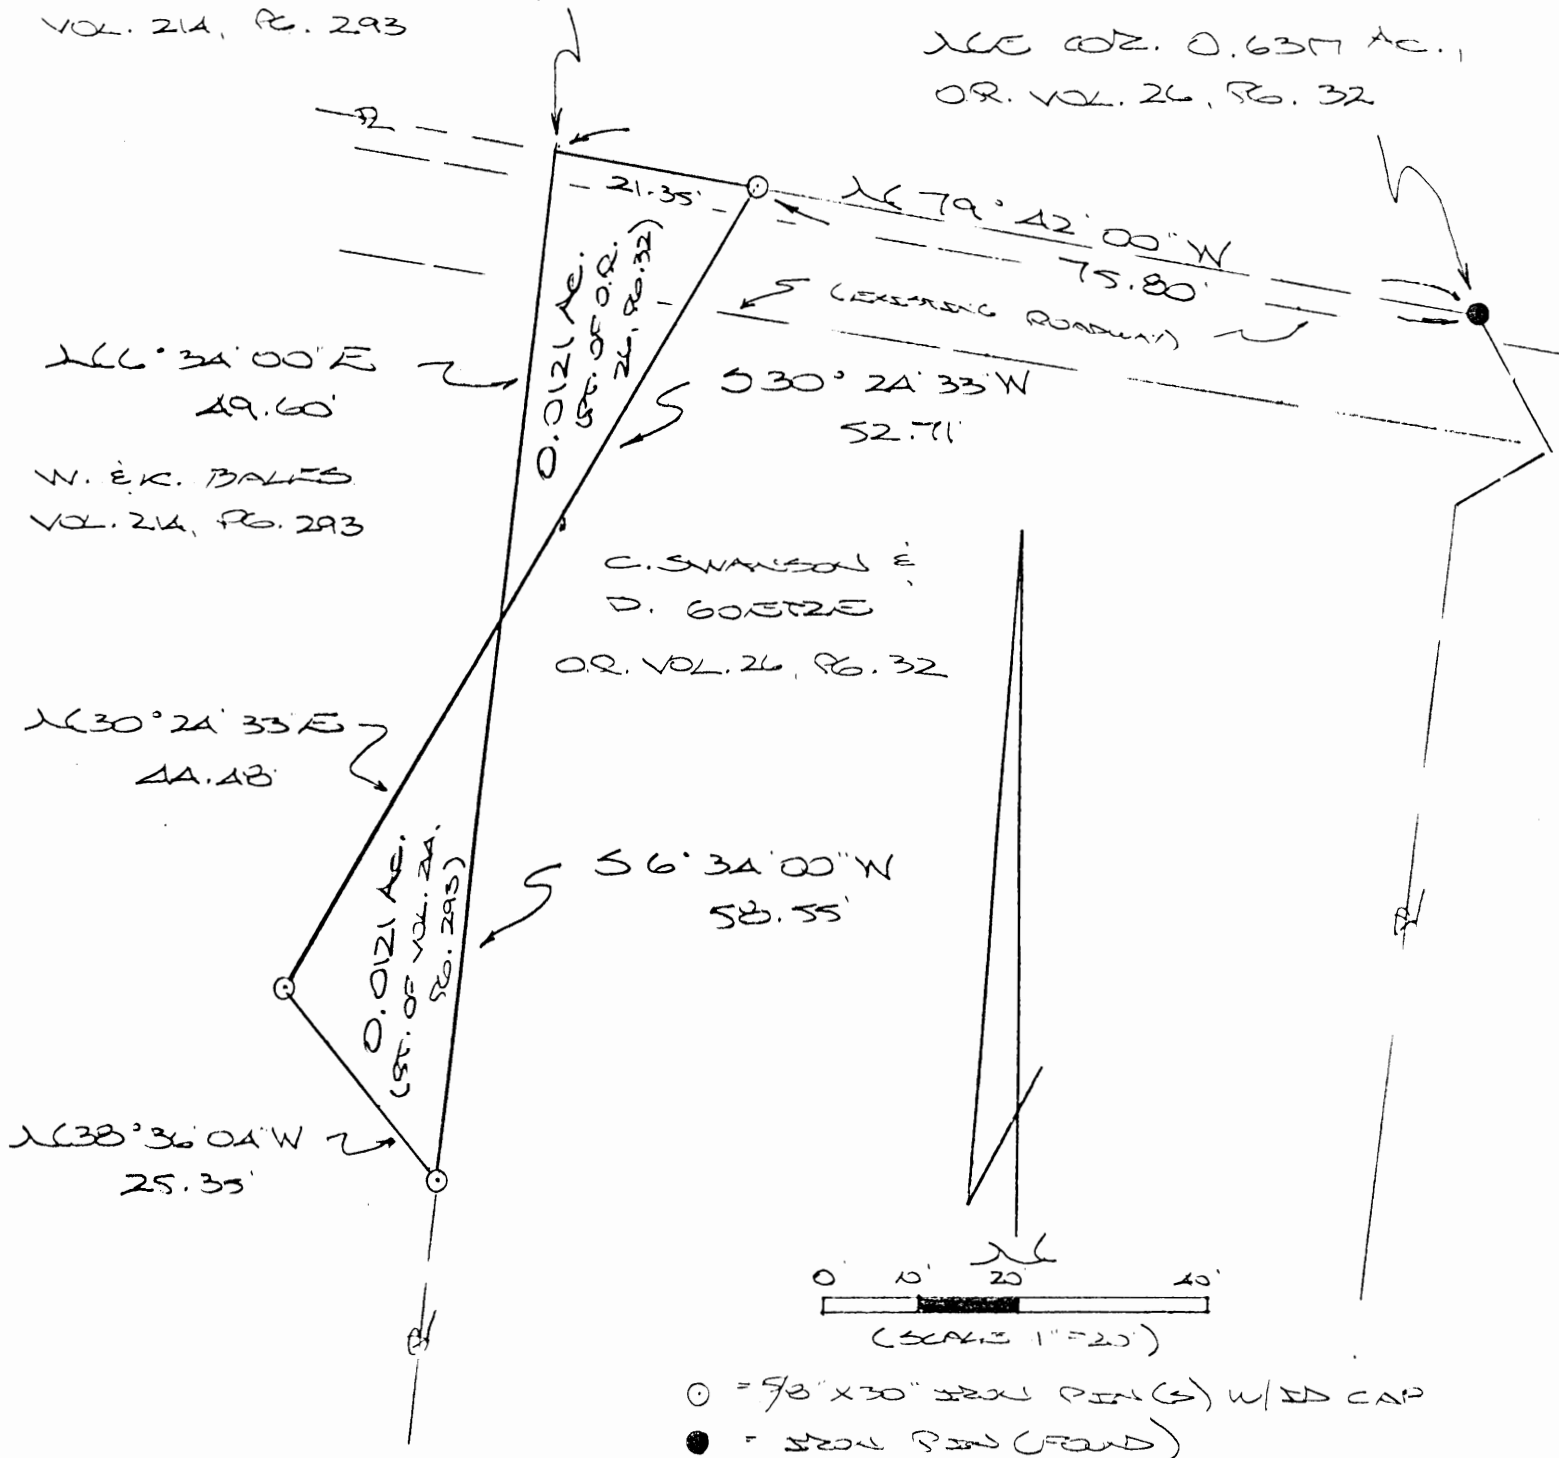 VOL. 214, PG. 293
NE COR. 0.637 AC.,
O.R. VOL. 26, PG. 32
21.35'
N 79° 42' 00" W
75.80'
(EXISTING ROADWAY)
0.0121 AC.
(PT. OF O.R.
26, PG. 32)
N 6° 34' 00" E
49.60'
S 30° 24' 33" W
52.71'
W. & K. BALES
VOL. 214, PG. 293
C. SWANSON &
D. GOETZE
O.R. VOL. 26, PG. 32
N 30° 24' 33" E
44.48'
0.0121 AC.
(PT. OF VOL. 214,
PG. 293)
S 6° 34' 00" W
58.55'
N 38° 36' 04" W
25.35'
N
0' 10' 20' 40'
(SCALE 1" = 20')
= 5/8" X 30" IRON PIN(S) W/ ID CAP
= IRON PIN (FOUND)